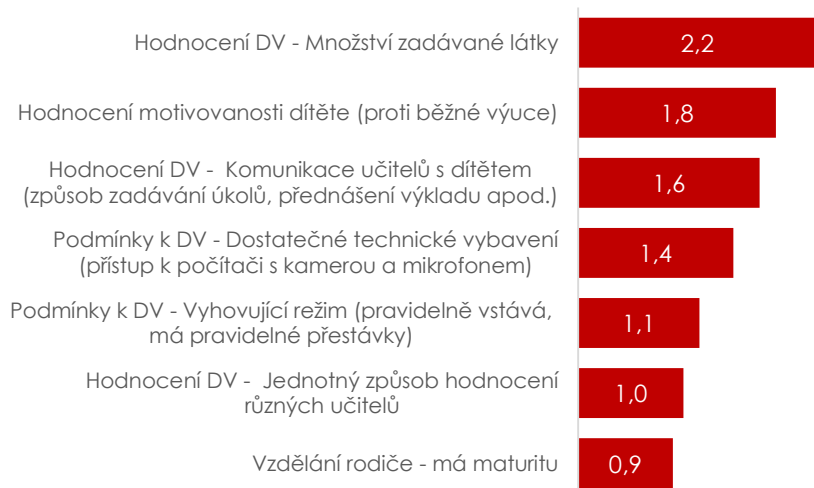 Hodnocení DV - Množství zadávané látky
2,2
Hodnocení motivovanosti dítěte (proti běžné výuce)
1,8
Hodnocení DV -  Komunikace učitelů s dítětem
(způsob zadávání úkolů, přednášení výkladu apod.)
1,6
Podmínky k DV - Dostatečné technické vybavení
(přístup k počítači s kamerou a mikrofonem)
1,4
Podmínky k DV - Vyhovující režim (pravidelně vstává,
má pravidelné přestávky)
1,1
Hodnocení DV -  Jednotný způsob hodnocení
různých učitelů
1,0
Vzdělání rodiče - má maturitu
0,9